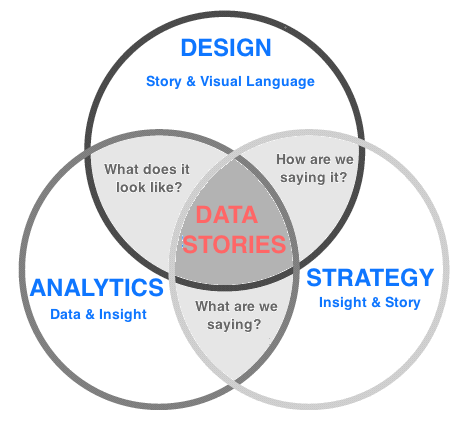 DESIGN
Story & Visual Language
What does it
look like?
How are we
saying it?
DATA
STORIES
ANALYTICS
Data & Insight
STRATEGY
Insight & Story
What are we
saying?